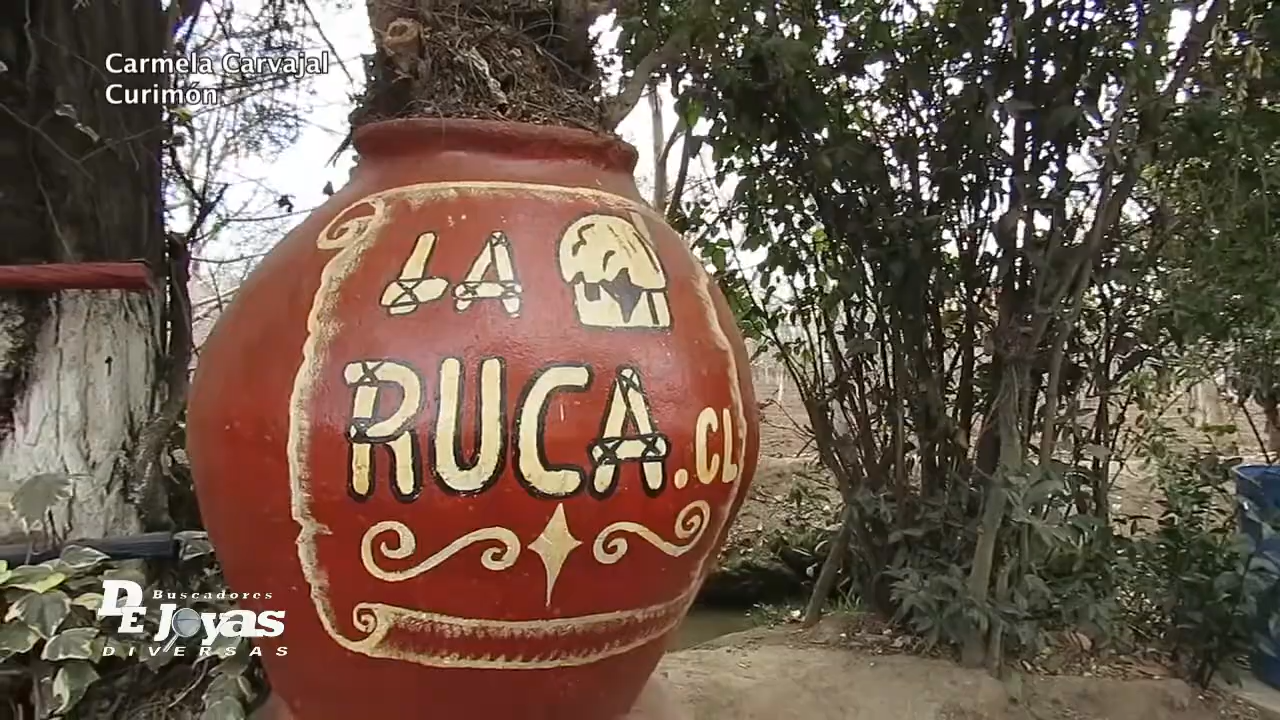 Carmela Carvajal
Curimón
LA
RUCA.CL
Buscadores
DE Joyas
DIVERSAS